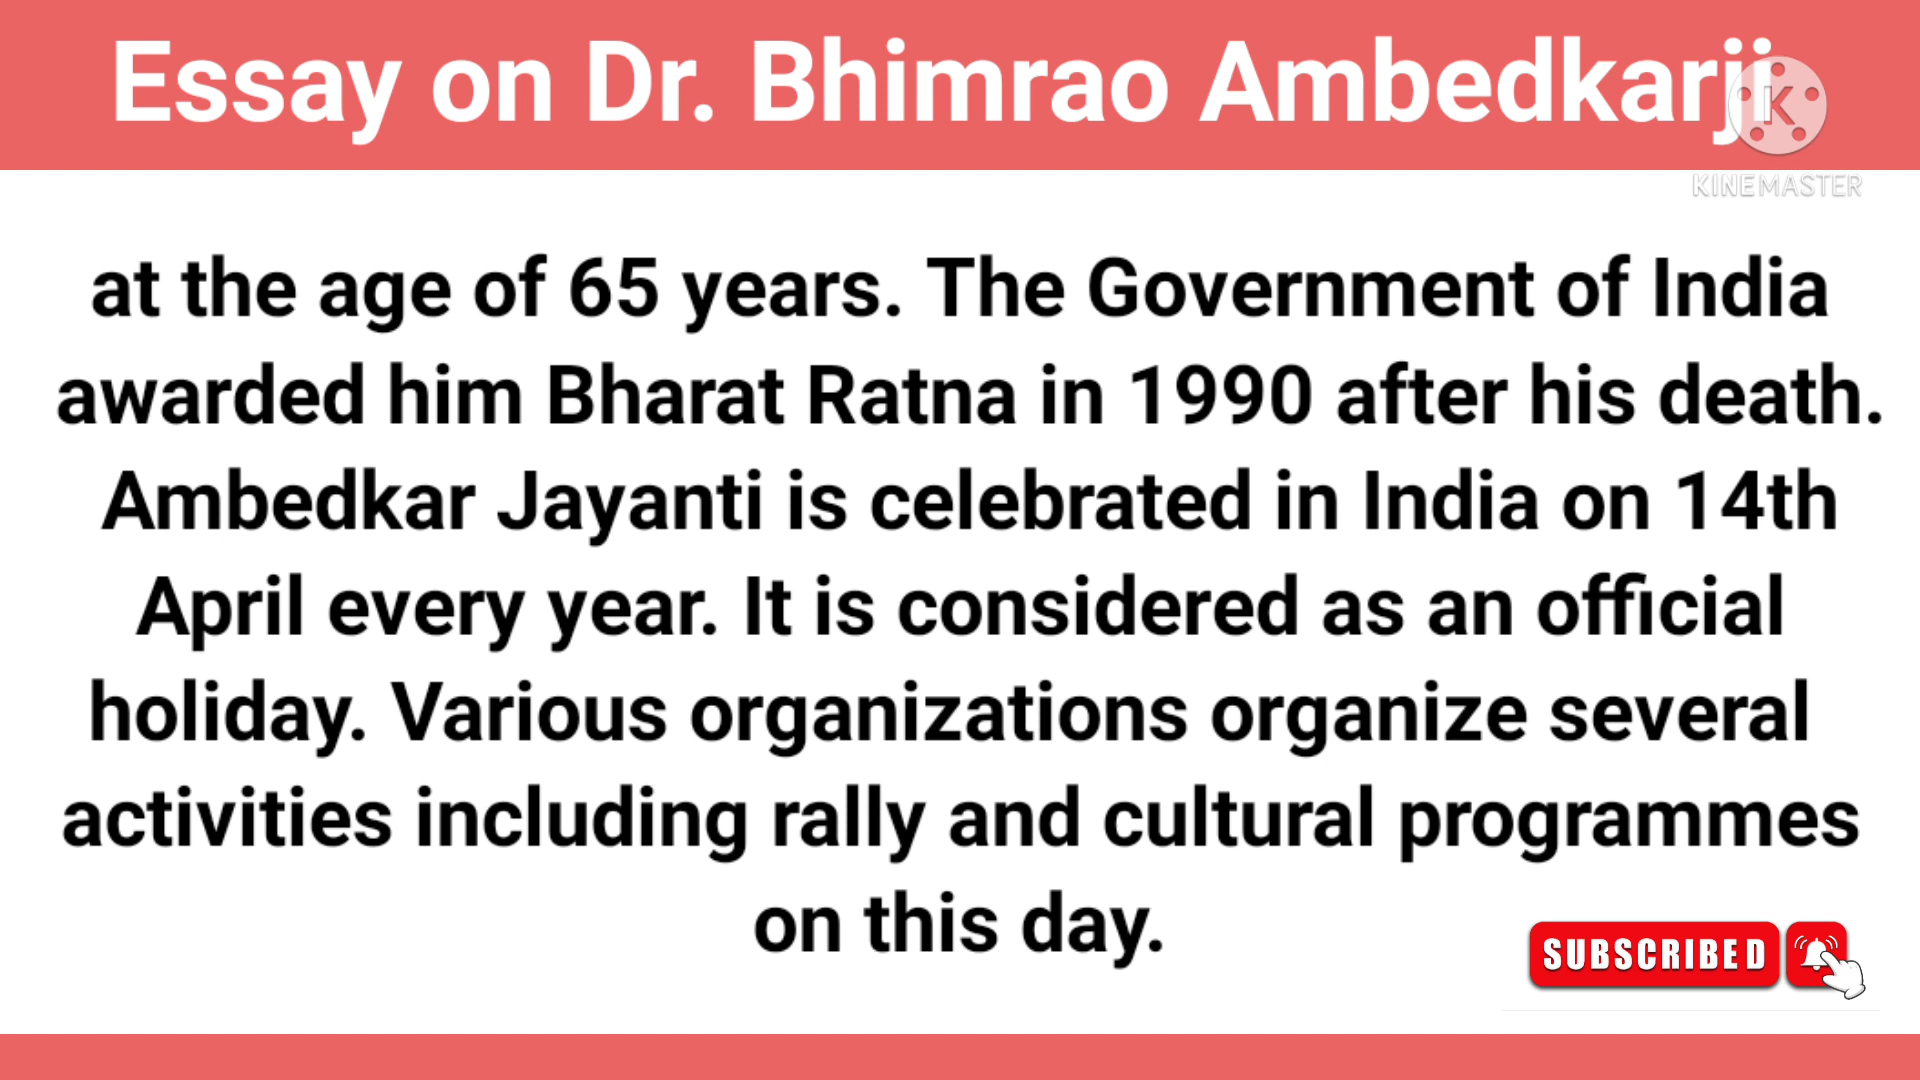 Essay on Dr. Bhimrao Ambedkarji
K
KINEMASTER
at the age of 65 years. The Government of India
awarded him Bharat Ratna in 1990 after his death.
Ambedkar Jayanti is celebrated in India on 14th
April every year. It is considered as an official
holiday. Various organizations organize several
activities including rally and cultural programmes
on this day.
SUBSCRIBED